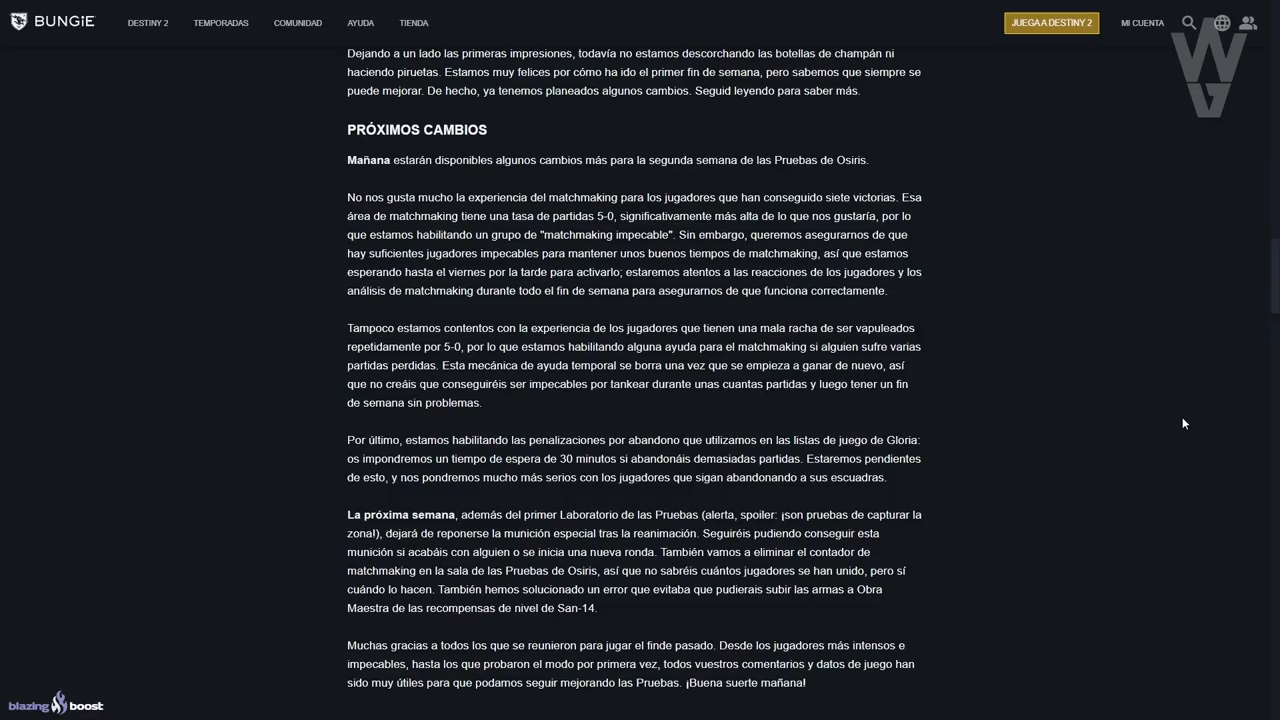 BUNGiE
DESTINY 2
TEMPORADAS
COMUNIDAD
AYUDA
TIENDA
JUEGA A DESTINY 2
MI CUENTA
Dejando a un lado las primeras impresiones, todavía no estamos descorchando las botellas de champán ni
haciendo piruetas. Estamos muy felices por cómo ha ido el primer fin de semana, pero sabemos que siempre se
puede mejorar. De hecho, ya tenemos planeados algunos cambios. Seguid leyendo para saber más.
PRÓXIMOS CAMBIOS
Mañana estarán disponibles algunos cambios más para la segunda semana de las Pruebas de Osiris.
No nos gusta mucho la experiencia del matchmaking para los jugadores que han conseguido siete victorias. Esa
área de matchmaking tiene una tasa de partidas 5-0, significativamente más alta de lo que nos gustaría, por lo
que estamos habilitando un grupo de "matchmaking impecable". Sin embargo, queremos asegurarnos de que
hay suficientes jugadores impecables para mantener unos buenos tiempos de matchmaking, así que estamos
esperando hasta el viernes por la tarde para activarlo; estaremos atentos a las reacciones de los jugadores y los
análisis de matchmaking durante todo el fin de semana para asegurarnos de que funciona correctamente.
Tampoco estamos contentos con la experiencia de los jugadores que tienen una mala racha de ser vapuleados
repetidamente por 5-0, por lo que estamos habilitando alguna ayuda para el matchmaking si alguien sufre varias
partidas perdidas. Esta mecánica de ayuda temporal se borra una vez que se empieza a ganar de nuevo, así
que no creáis que conseguiréis ser impecables por tankear durante unas cuantas partidas y luego tener un fin
de semana sin problemas.
Por último, estamos habilitando las penalizaciones por abandono que utilizamos en las listas de juego de Gloria:
os impondremos un tiempo de espera de 30 minutos si abandonáis demasiadas partidas. Estaremos pendientes
de esto, y nos pondremos mucho más serios con los jugadores que sigan abandonando a sus escuadras.
La próxima semana, además del primer Laboratorio de las Pruebas (alerta, spoiler: ¡son pruebas de capturar la
zona!), dejará de reponerse la munición especial tras la reanimación. Seguiréis pudiendo conseguir esta
munición si acabáis con alguien o se inicia una nueva ronda. También vamos a eliminar el contador de
matchmaking en la sala de las Pruebas de Osiris, así que no sabréis cuántos jugadores se han unido, pero sí
cuándo lo hacen. También hemos solucionado un error que evitaba que pudierais subir las armas a Obra
Maestra de las recompensas de nivel de San-14.
Muchas gracias a todos los que se reunieron para jugar el finde pasado. Desde los jugadores más intensos e
impecables, hasta los que probaron el modo por primera vez, todos vuestros comentarios y datos de juego han
sido muy útiles para que podamos seguir mejorando las Pruebas. ¡Buena suerte mañana!
blazing boost